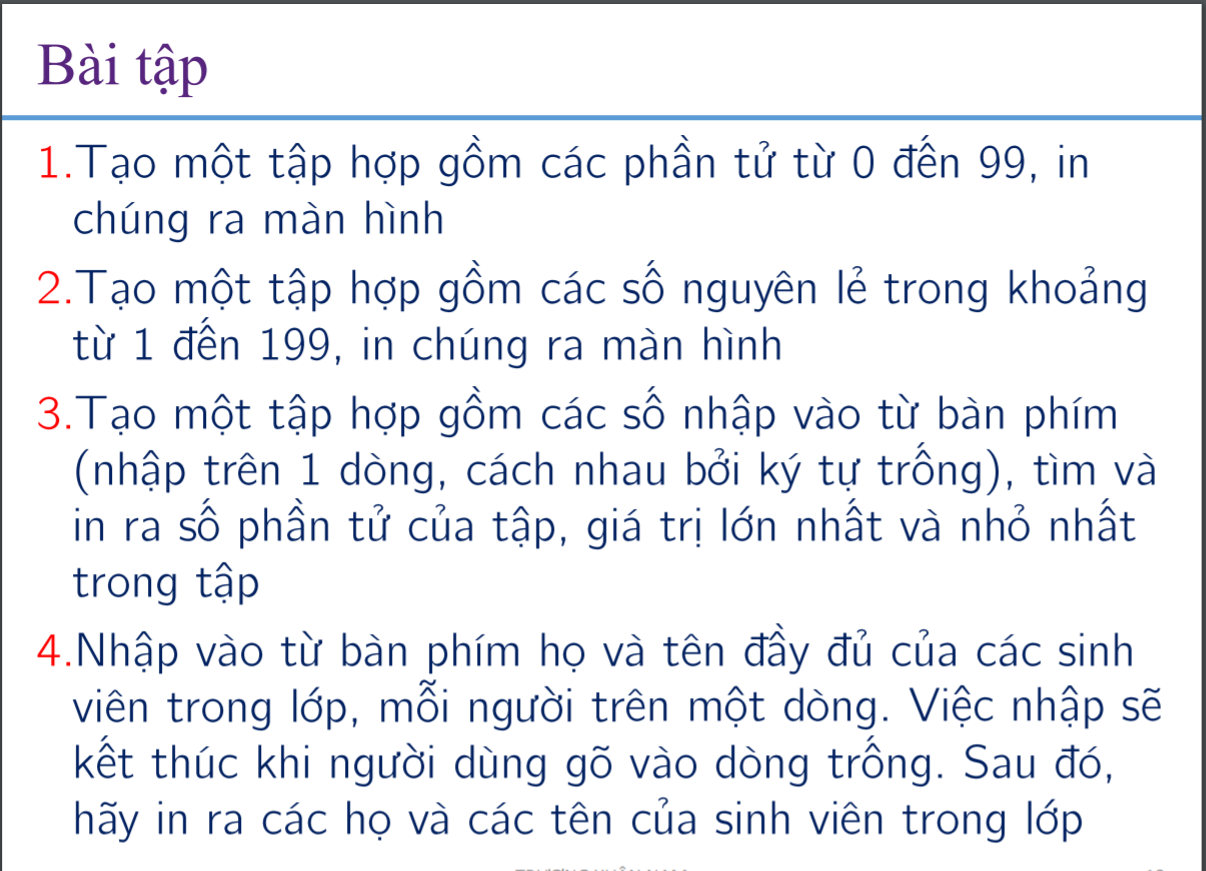 Bài tập
1.Tạo một tập hợp gồm các phần tử từ 0 đến 99, in
chúng ra màn hình
2.Tạo một tập hợp gồm các số nguyên lẻ trong khoảng
từ 1 đến 199, in chúng ra màn hình
3.Tạo một tập hợp gồm các số nhập vào từ bàn phím
(nhập trên 1 dòng, cách nhau bởi ký tự trống), tìm và
in ra số phần tử của tập, giá trị lớn nhất và nhỏ nhất
trong tập
4.Nhập vào từ bàn phím họ và tên đầy đủ của các sinh
viên trong lớp, mỗi người trên một dòng. Việc nhập sẽ
kết thúc khi người dùng gõ vào dòng trống. Sau đó,
hãy in ra các họ và các tên của sinh viên trong lớp